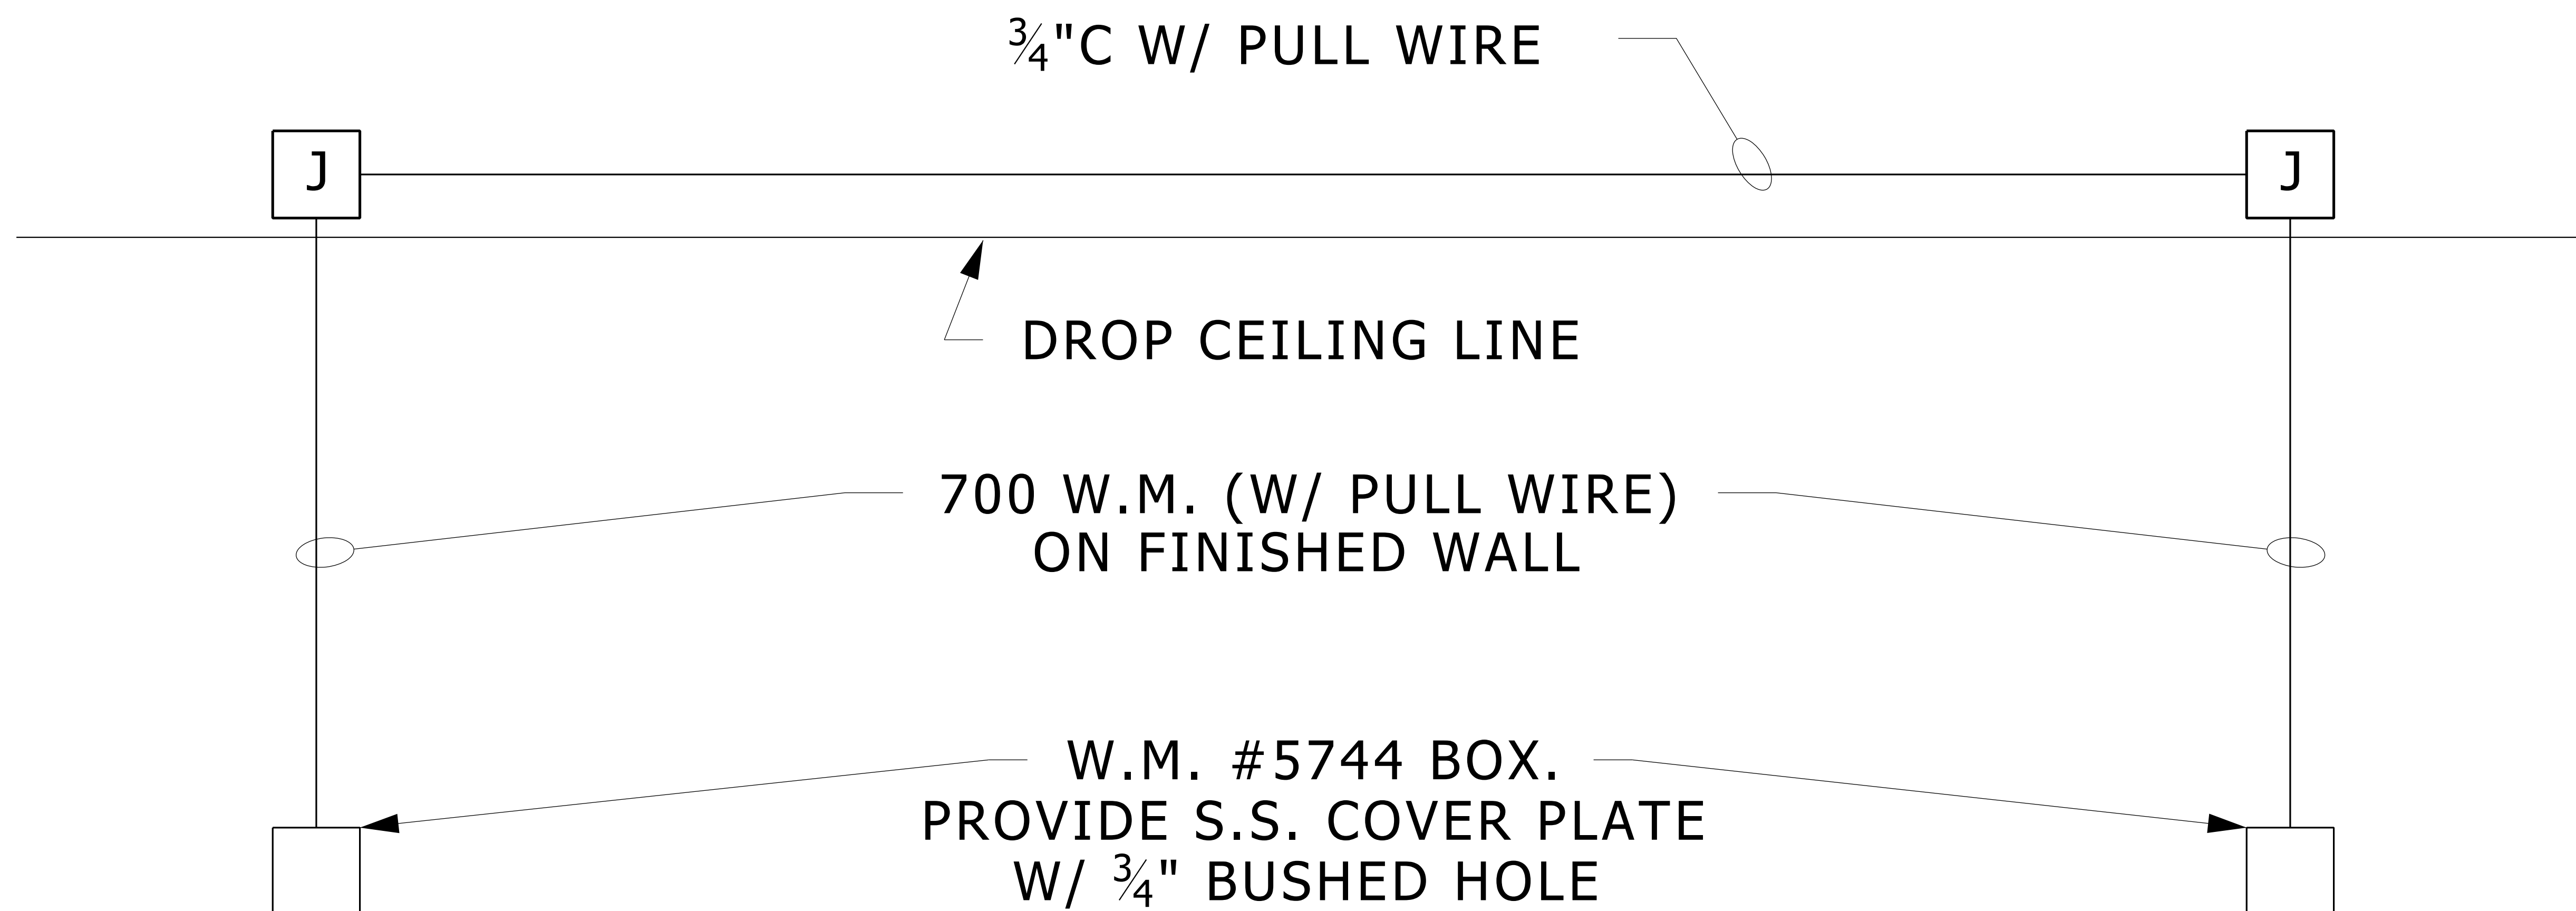 ¾"C W/ PULL WIRE
J
J
DROP CEILING LINE
700 W.M. (W/ PULL WIRE)
ON FINISHED WALL
W.M. #5744 BOX.
PROVIDE S.S. COVER PLATE
W/ ¾" BUSHED HOLE